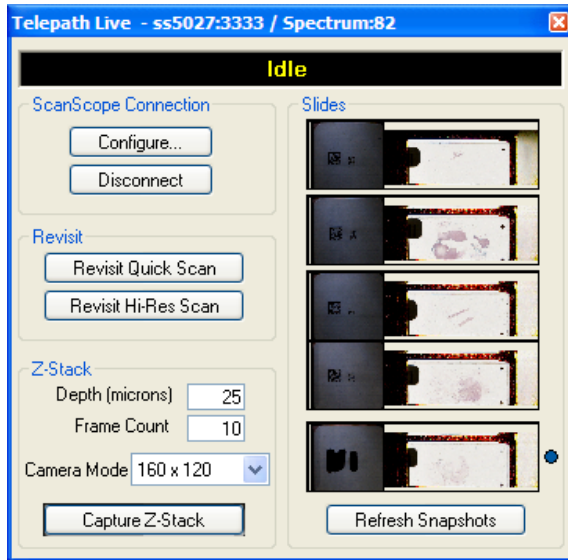 Telepath Live - ss5027:3333 / Spectrum:82
Idle
ScanScope Connection
Configure...
Disconnect
Revisit
Revisit Quick Scan
Revisit Hi-Res Scan
Z-Stack
Depth (microns) 25
Frame Count 10
Camera Mode 160 x 120
Capture Z-Stack
Slides
Refresh Snapshots